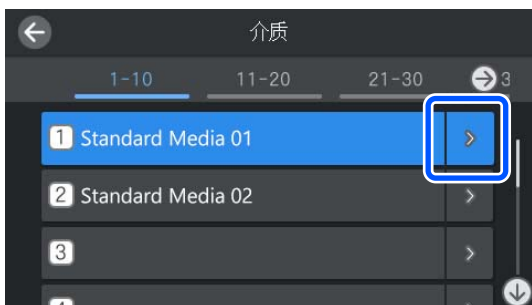 介质
1-10 11-20 21-30 3
1 Standard Media 01
2 Standard Media 02
3